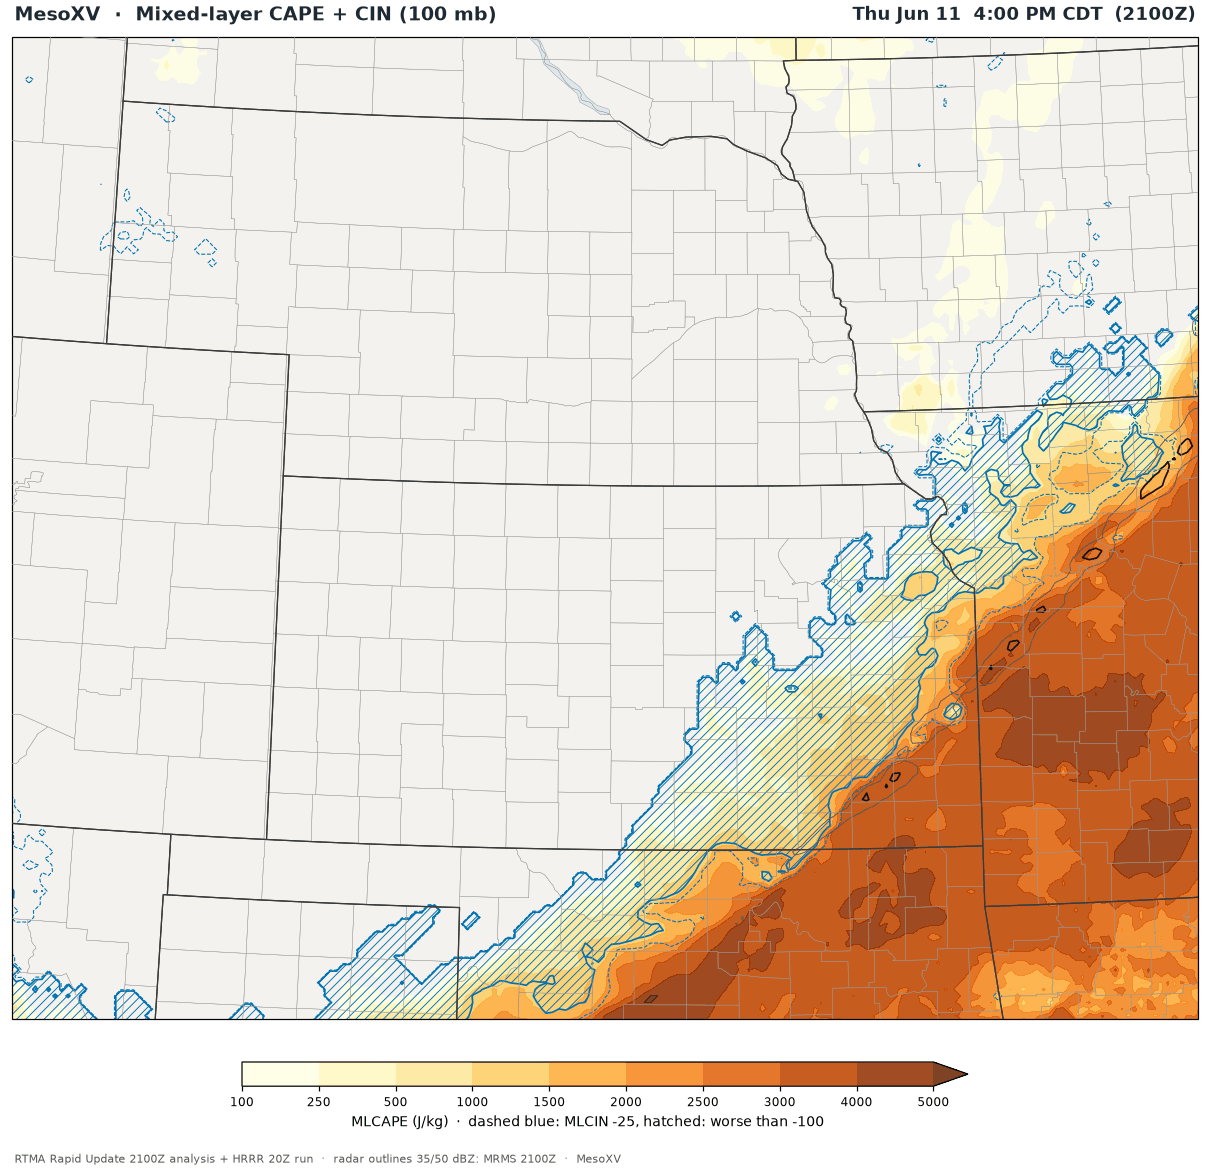 MesoXV · Mixed-layer CAPE + CIN (100 mb)
Thu Jun 11 4:00 PM CDT (2100Z)
100 250 500 1000 1500 2000 2500 3000 4000 5000
MLCAPE (J/kg) · dashed blue: MLCIN -25, hatched: worse than -100
RTMA Rapid Update 2100Z analysis + HRRR 20Z run · radar outlines 35/50 dBZ: MRMS 2100Z · MesoXV